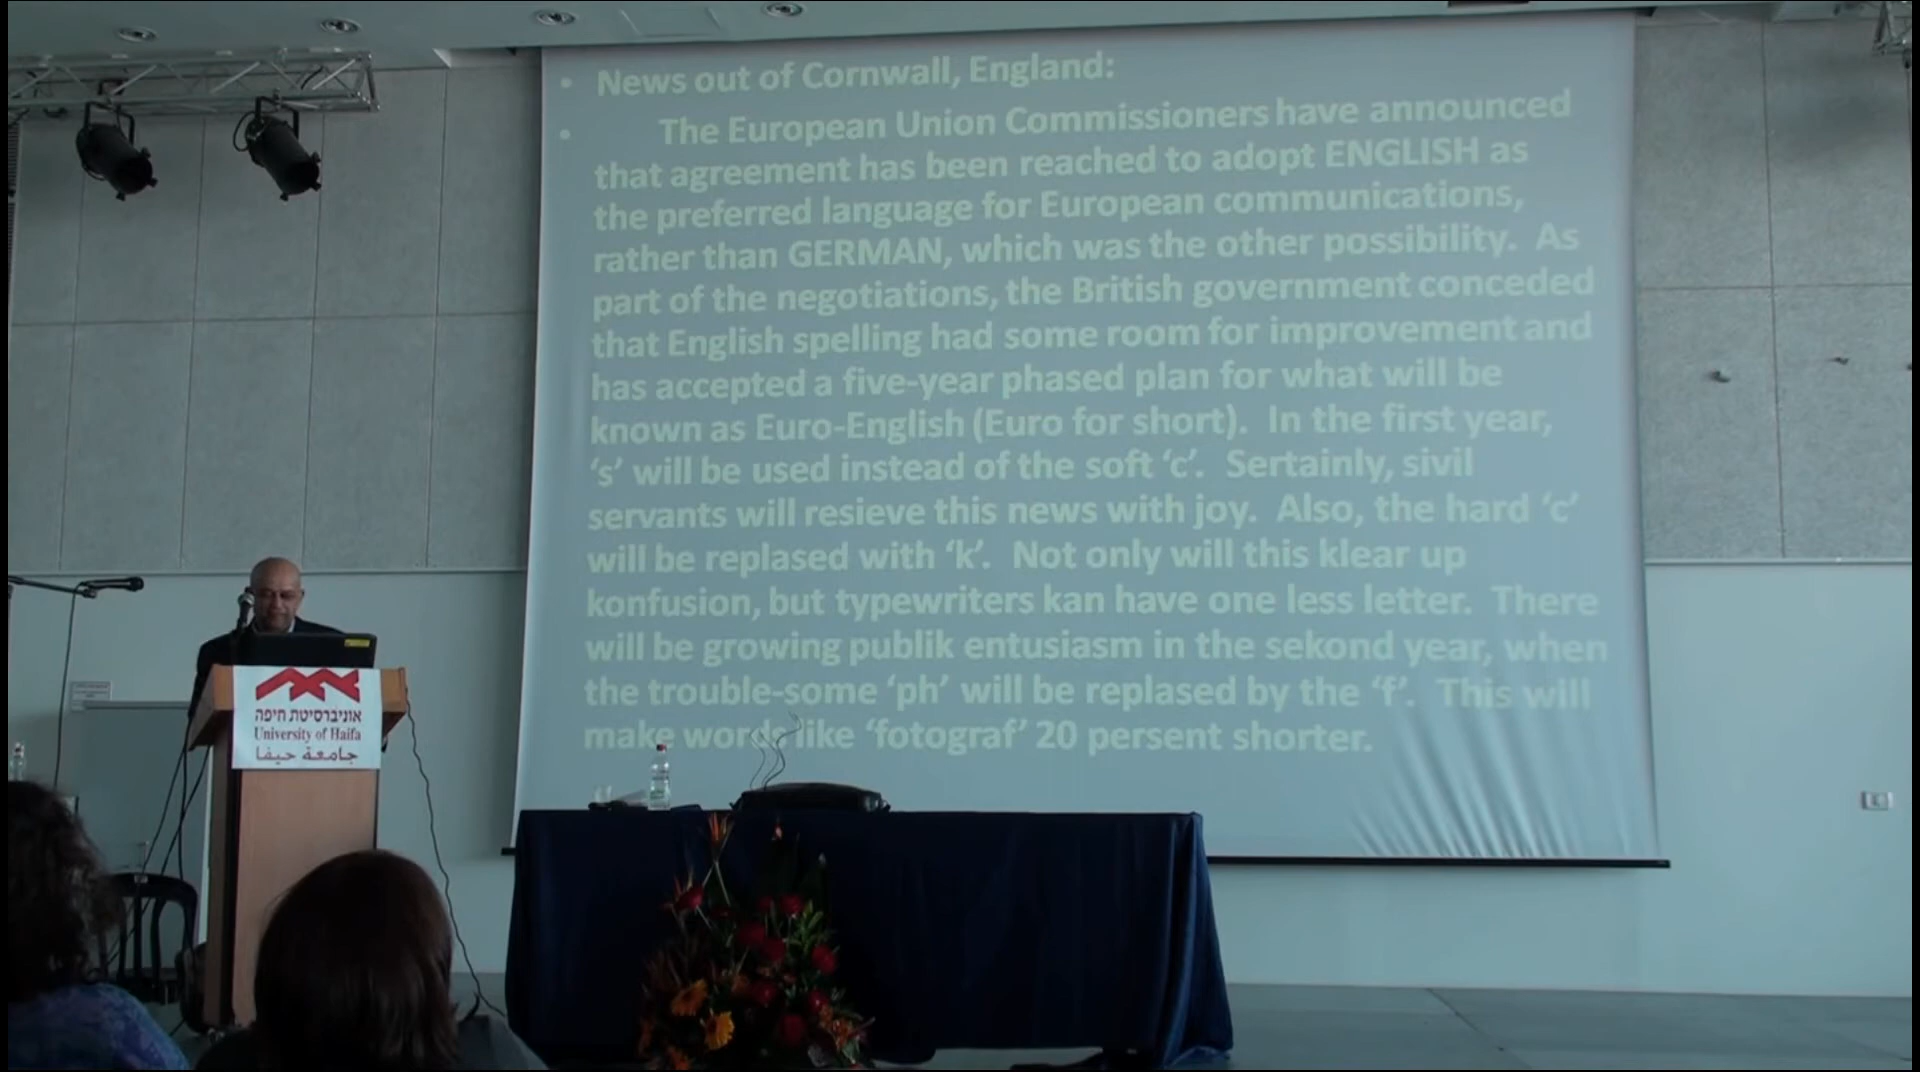 • News out of Cornwall, England:
• The European Union Commissioners have announced
that agreement has been reached to adopt ENGLISH as
the preferred language for European communications,
rather than GERMAN, which was the other possibility. As
part of the negotiations, the British government conceded
that English spelling had some room for improvement and
has accepted a five-year phased plan for what will be
known as Euro-English (Euro for short). In the first year,
‘s’ will be used instead of the soft ‘c’. Sertainly, sivil
servants will resieve this news with joy. Also, the hard ‘c’
will be replased with ‘k’. Not only will this klear up
konfusion, but typewriters kan have one less letter. There
will be growing publik entusiasm in the sekond year, when
the trouble-some ‘ph’ will be replased by the ‘f’. This will
make words like ‘fotograf’ 20 persent shorter.
אוניברסיטת חיפה
University of Haifa
جامعة حيفا